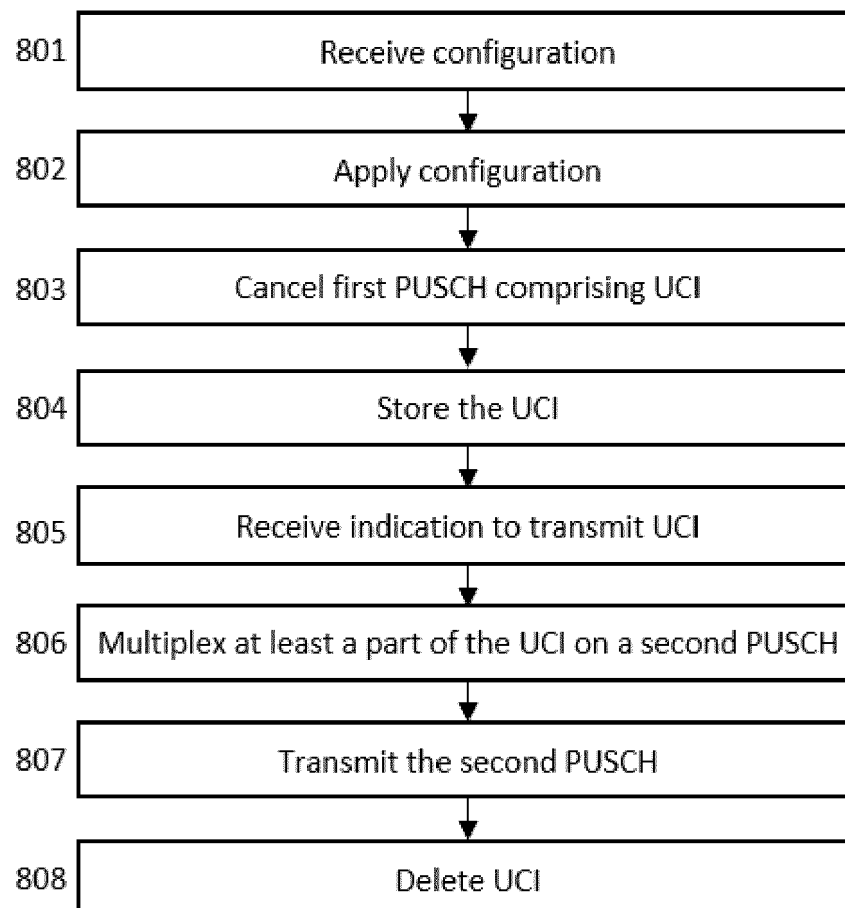 801 Receive configuration
802 Apply configuration
803 Cancel first PUSCH comprising UCI
804 Store the UCI
805 Receive indication to transmit UCI
806 Multiplex at least a part of the UCI on a second PUSCH
807 Transmit the second PUSCH
808 Delete UCI